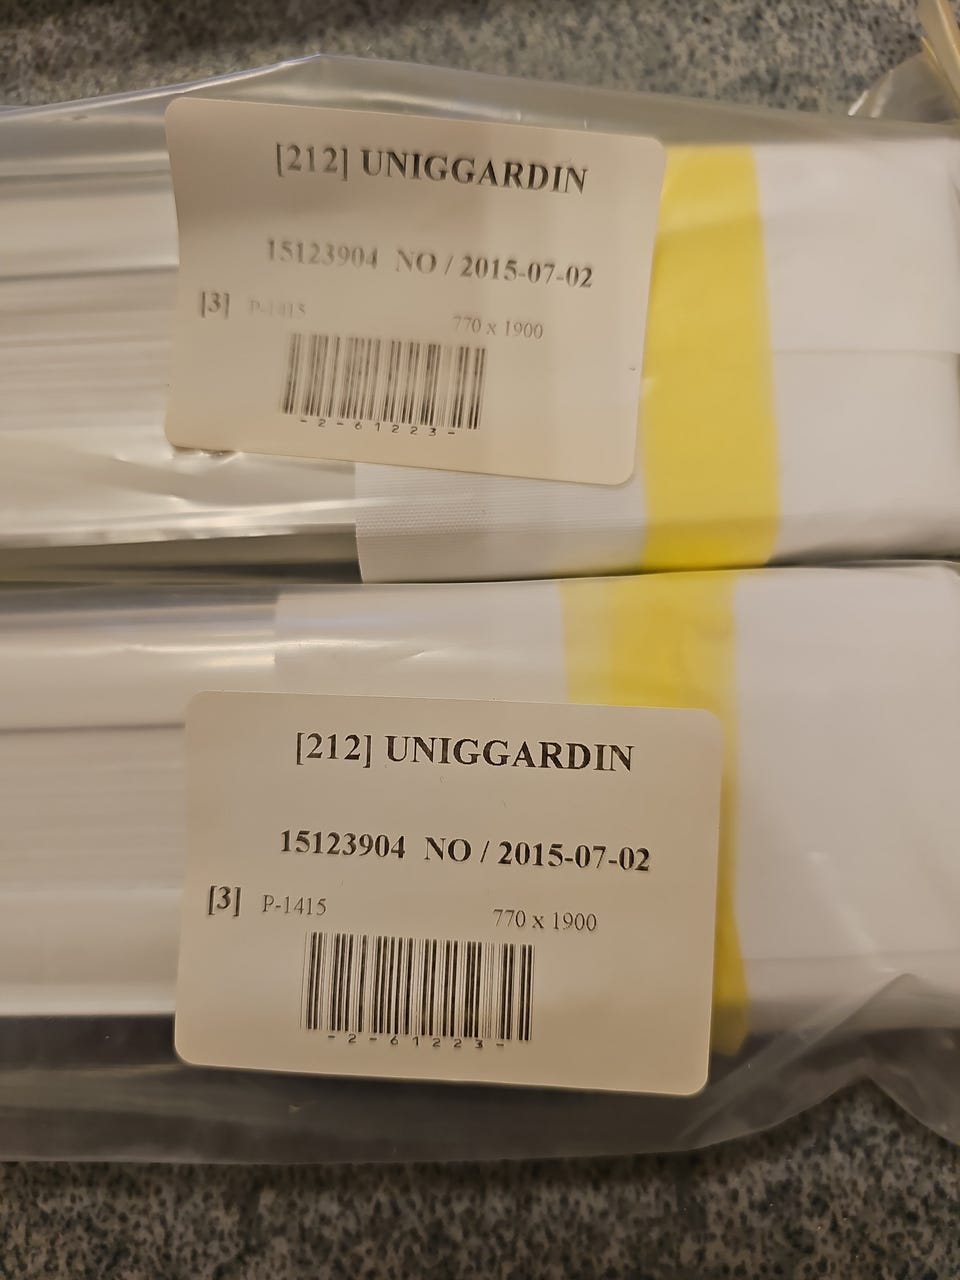 [212] UNIGGARDIN
15123904 NO / 2015-07-02
[3] P-1415 770 x 1900
-2-61223-
[212] UNIGGARDIN
15123904 NO / 2015-07-02
[3] P-1415 770 x 1900
-2-61223-